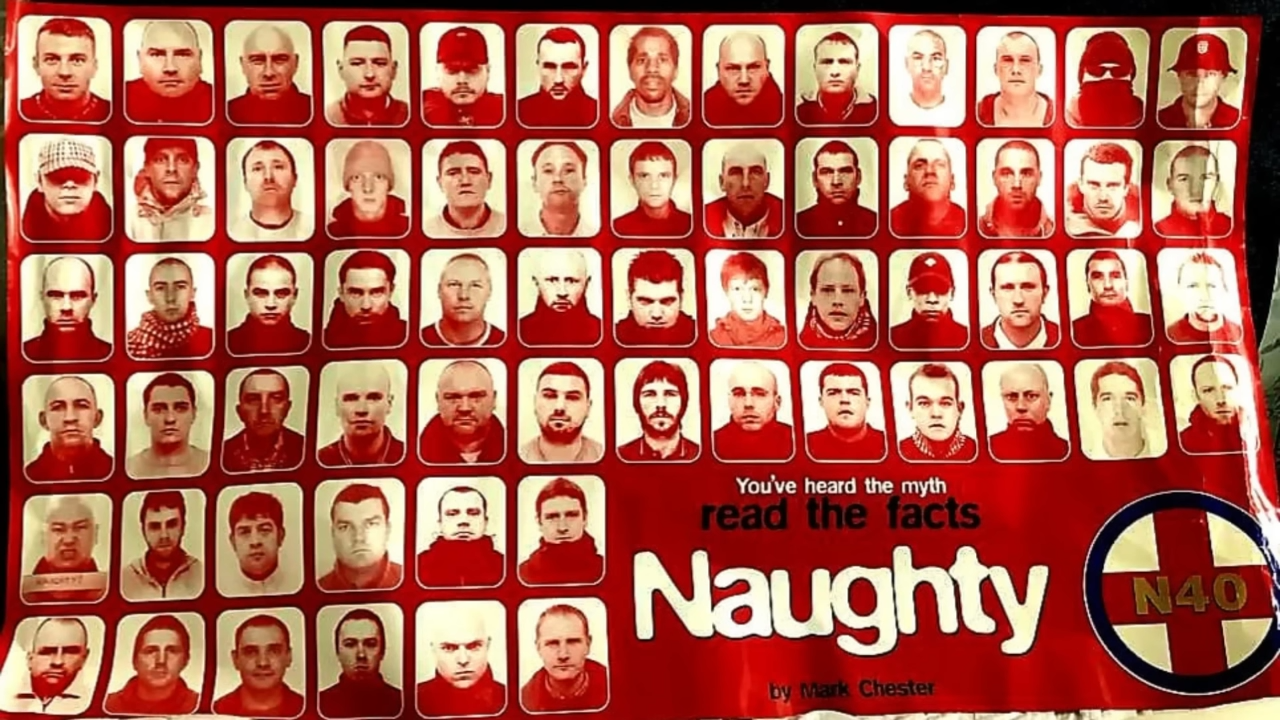 You've heard the myth
read the facts
Naughty
N40
by Mark Chester